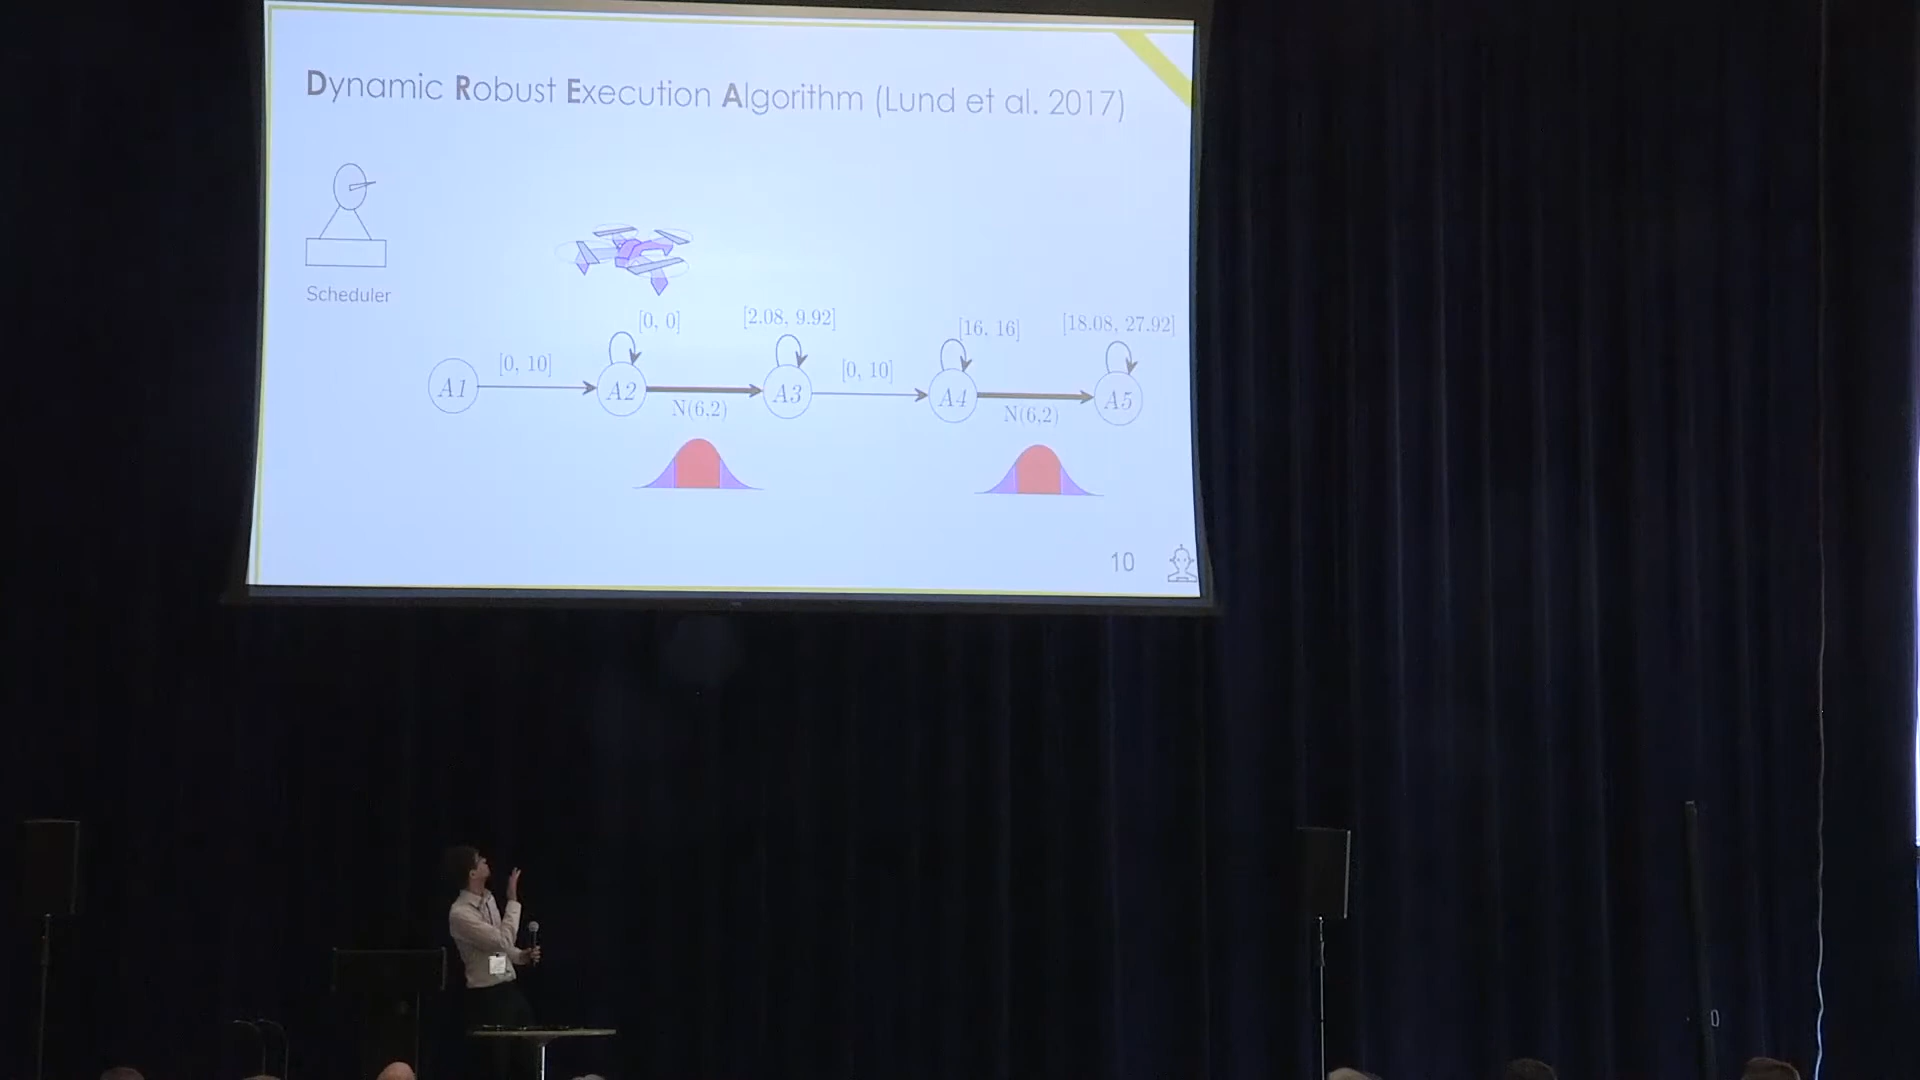 Dynamic Robust Execution Algorithm (Lund et al. 2017)
Scheduler
[0, 0]
[2.08, 9.92]
[16, 16]
[18.08, 27.92]
[0, 10]
[0, 10]
A1
A2
A3
A4
A5
N(6,2)
N(6,2)
10